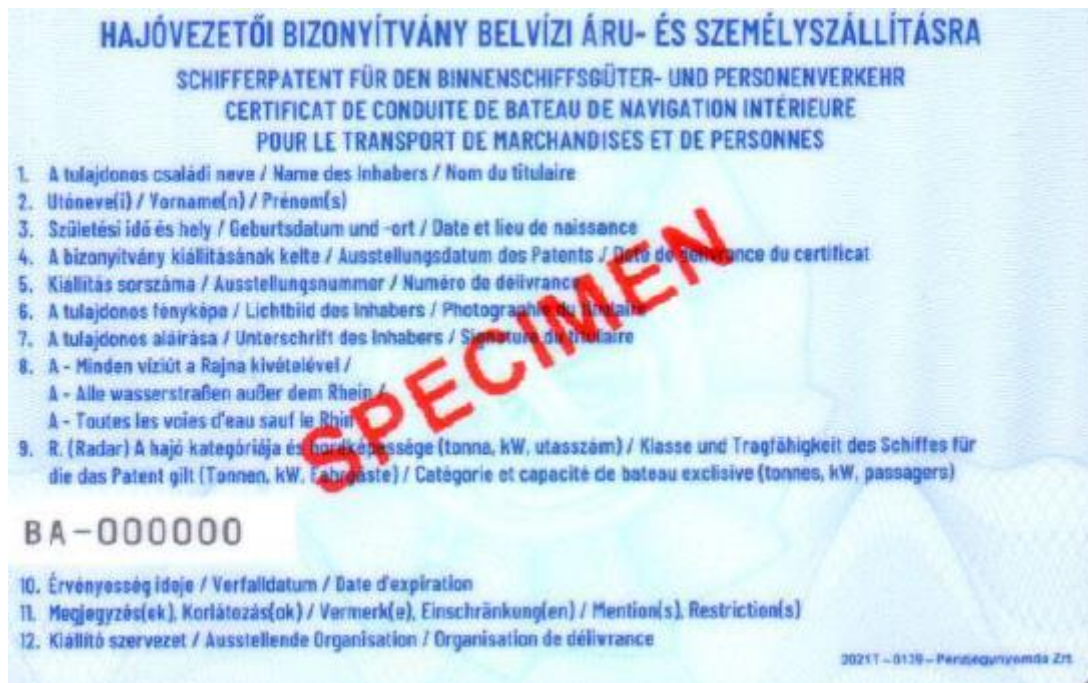 HAJÓVEZETŐI BIZONYÍTVÁNY BELVÍZI ÁRU- ÉS SZEMÉLYSZÁLLÍTÁSRA
SCHIFFERPATENT FÜR DEN BINNENSCHIFFSGÜTER- UND PERSONENVERKEHR
CERTIFICAT DE CONDUITE DE BATEAU DE NAVIGATION INTÉRIEURE
POUR LE TRANSPORT DE MARCHANDISES ET DE PERSONNES
1. A tulajdonos családi neve / Name des Inhabers / Nom du titulaire
2. Utóneve(i) / Vorname(n) / Prénom(s)
3. Születési idő és hely / Geburtsdatum und -ort / Date et lieu de naissance
4. A bizonyítvány kiállításának kelte / Ausstellungsdatum des Patents / Date de délivrance du certificat
5. Kiállítás sorszáma / Ausstellungsnummer / Numéro de délivrance
6. A tulajdonos fényképe / Lichtbild des Inhabers / Photographie du titulaire
7. A tulajdonos aláírása / Unterschrift des Inhabers / Signature du titulaire
8. A - Minden víziút a Rajna kivételével /
A - Alle wasserstraßen außer dem Rhein /
A - Toutes les voies d'eau sauf le Rhin
9. R. (Radar) A hajó kategóriája és hordképessége (tonna, kW, utasszám) / Klasse und Tragfähigkeit des Schiffes für
die das Patent gilt (Tonnen, kW, Fahrgäste) / Catégorie et capacité de bateau exclusive (tonnes, kW, passagers)
SPECIMEN
BA-000000
10. Érvényesség ideje / Verfalldatum / Date d'expiration
11. Megjegyzés(ek), Korlátozás(ok) / Vermerk(e), Einschränkung(en) / Mention(s), Restriction(s)
12. Kiállító szervezet / Ausstellende Organisation / Organisation de délivrance
2021T - 0139 - Pénzjegynyomda Zrt.